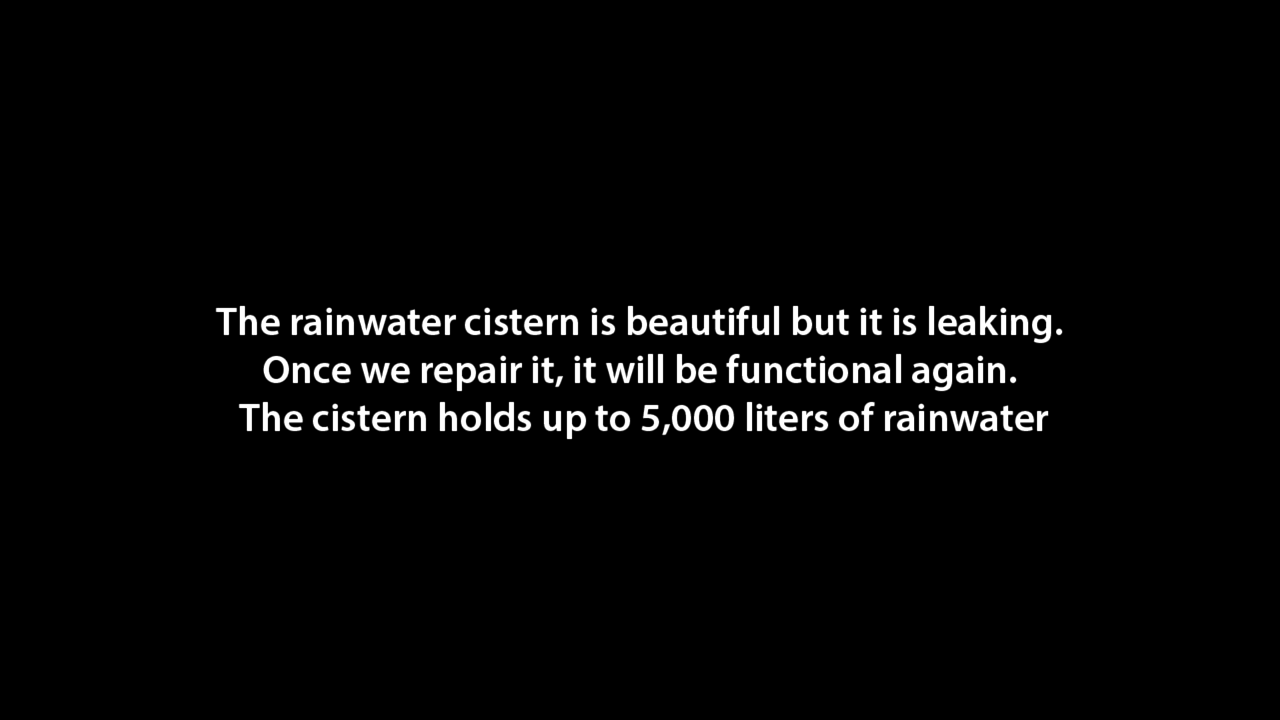 The rainwater cistern is beautiful but it is leaking.
Once we repair it, it will be functional again.
The cistern holds up to 5,000 liters of rainwater